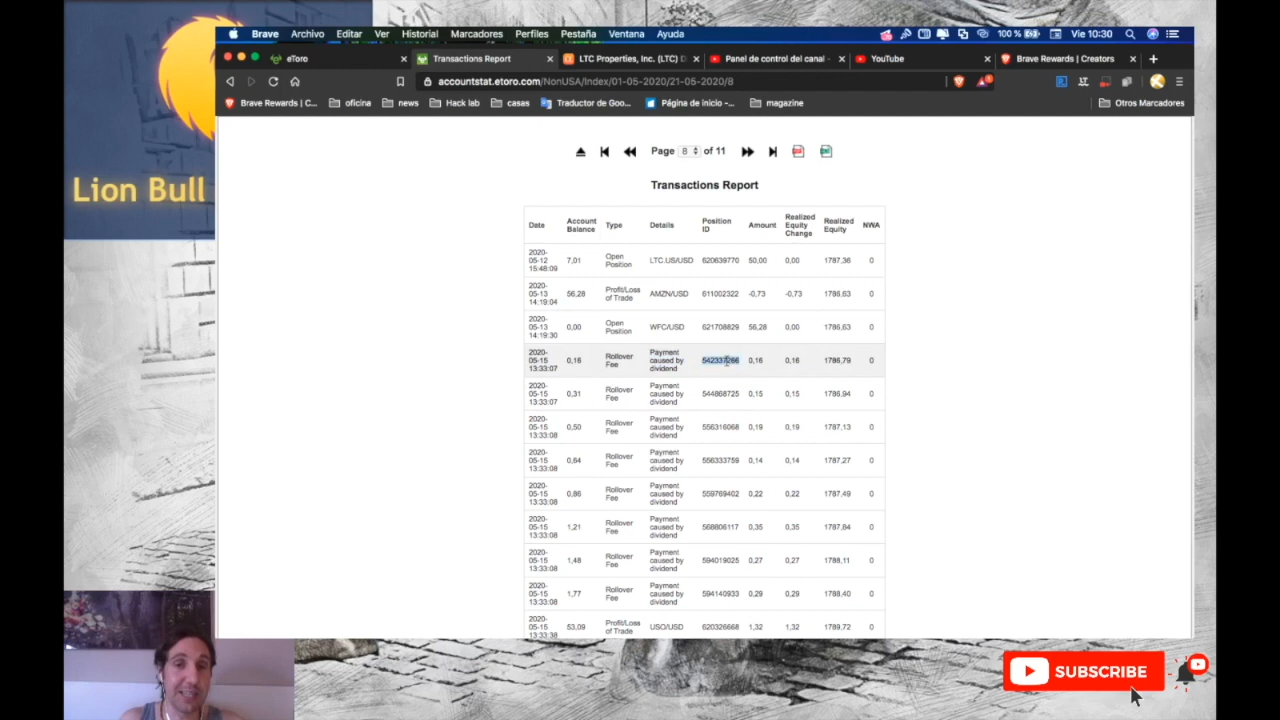 Brave Archivo Editar Ver Historial Marcadores Perfiles Pestaña Ventana Ayuda 100 % Vie 10:30
eToro Transactions Report LTC Properties, Inc. (LTC) D Panel de control del canal - YouTube Brave Rewards | Creators
accountstat.etoro.com/NonUSA/Index/01-05-2020/21-05-2020/8
Brave Rewards | C... oficina news Hack lab casas Traductor de Goo... Página de inicio -... magazine Otros Marcadores
Lion Bull
Page 8 of 11
Transactions Report
Date Account Balance Type Details Position ID Amount Realized Equity Change Realized Equity NWA
2020-05-12 15:48:09 7,01 Open Position LTC.US/USD 620639770 50,00 0,00 1787,36 0
2020-05-13 14:19:04 56,28 Profit/Loss of Trade AMZN/USD 611002322 -0,73 -0,73 1786,63 0
2020-05-13 14:19:30 0,00 Open Position WFC/USD 621708829 56,28 0,00 1786,63 0
2020-05-15 13:33:07 0,16 Rollover Fee Payment caused by dividend 542337266 0,16 0,16 1786,79 0
2020-05-15 13:33:07 0,31 Rollover Fee Payment caused by dividend 544868725 0,15 0,15 1786,94 0
2020-05-15 13:33:08 0,50 Rollover Fee Payment caused by dividend 556316068 0,19 0,19 1787,13 0
2020-05-15 13:33:08 0,64 Rollover Fee Payment caused by dividend 556333759 0,14 0,14 1787,27 0
2020-05-15 13:33:08 0,86 Rollover Fee Payment caused by dividend 559769402 0,22 0,22 1787,49 0
2020-05-15 13:33:08 1,21 Rollover Fee Payment caused by dividend 568806117 0,35 0,35 1787,84 0
2020-05-15 13:33:08 1,48 Rollover Fee Payment caused by dividend 594019025 0,27 0,27 1788,11 0
2020-05-15 13:33:08 1,77 Rollover Fee Payment caused by dividend 594140933 0,29 0,29 1788,40 0
2020-05-15 13:33:38 53,09 Profit/Loss of Trade USO/USD 620326668 1,32 1,32 1789,72 0
SUBSCRIBE